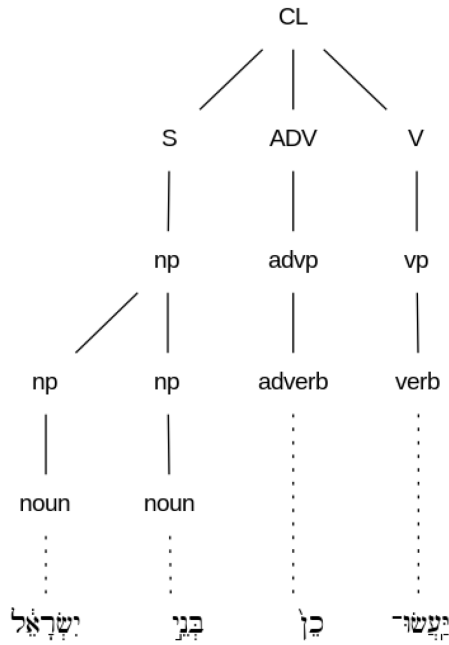 CL
S ADV V
np advp vp
np np adverb verb
noun noun
יַּֽעֲשׂוּ־ כֵן֙ בְּנֵ֣י יִשְׂרָאֵ֔ל